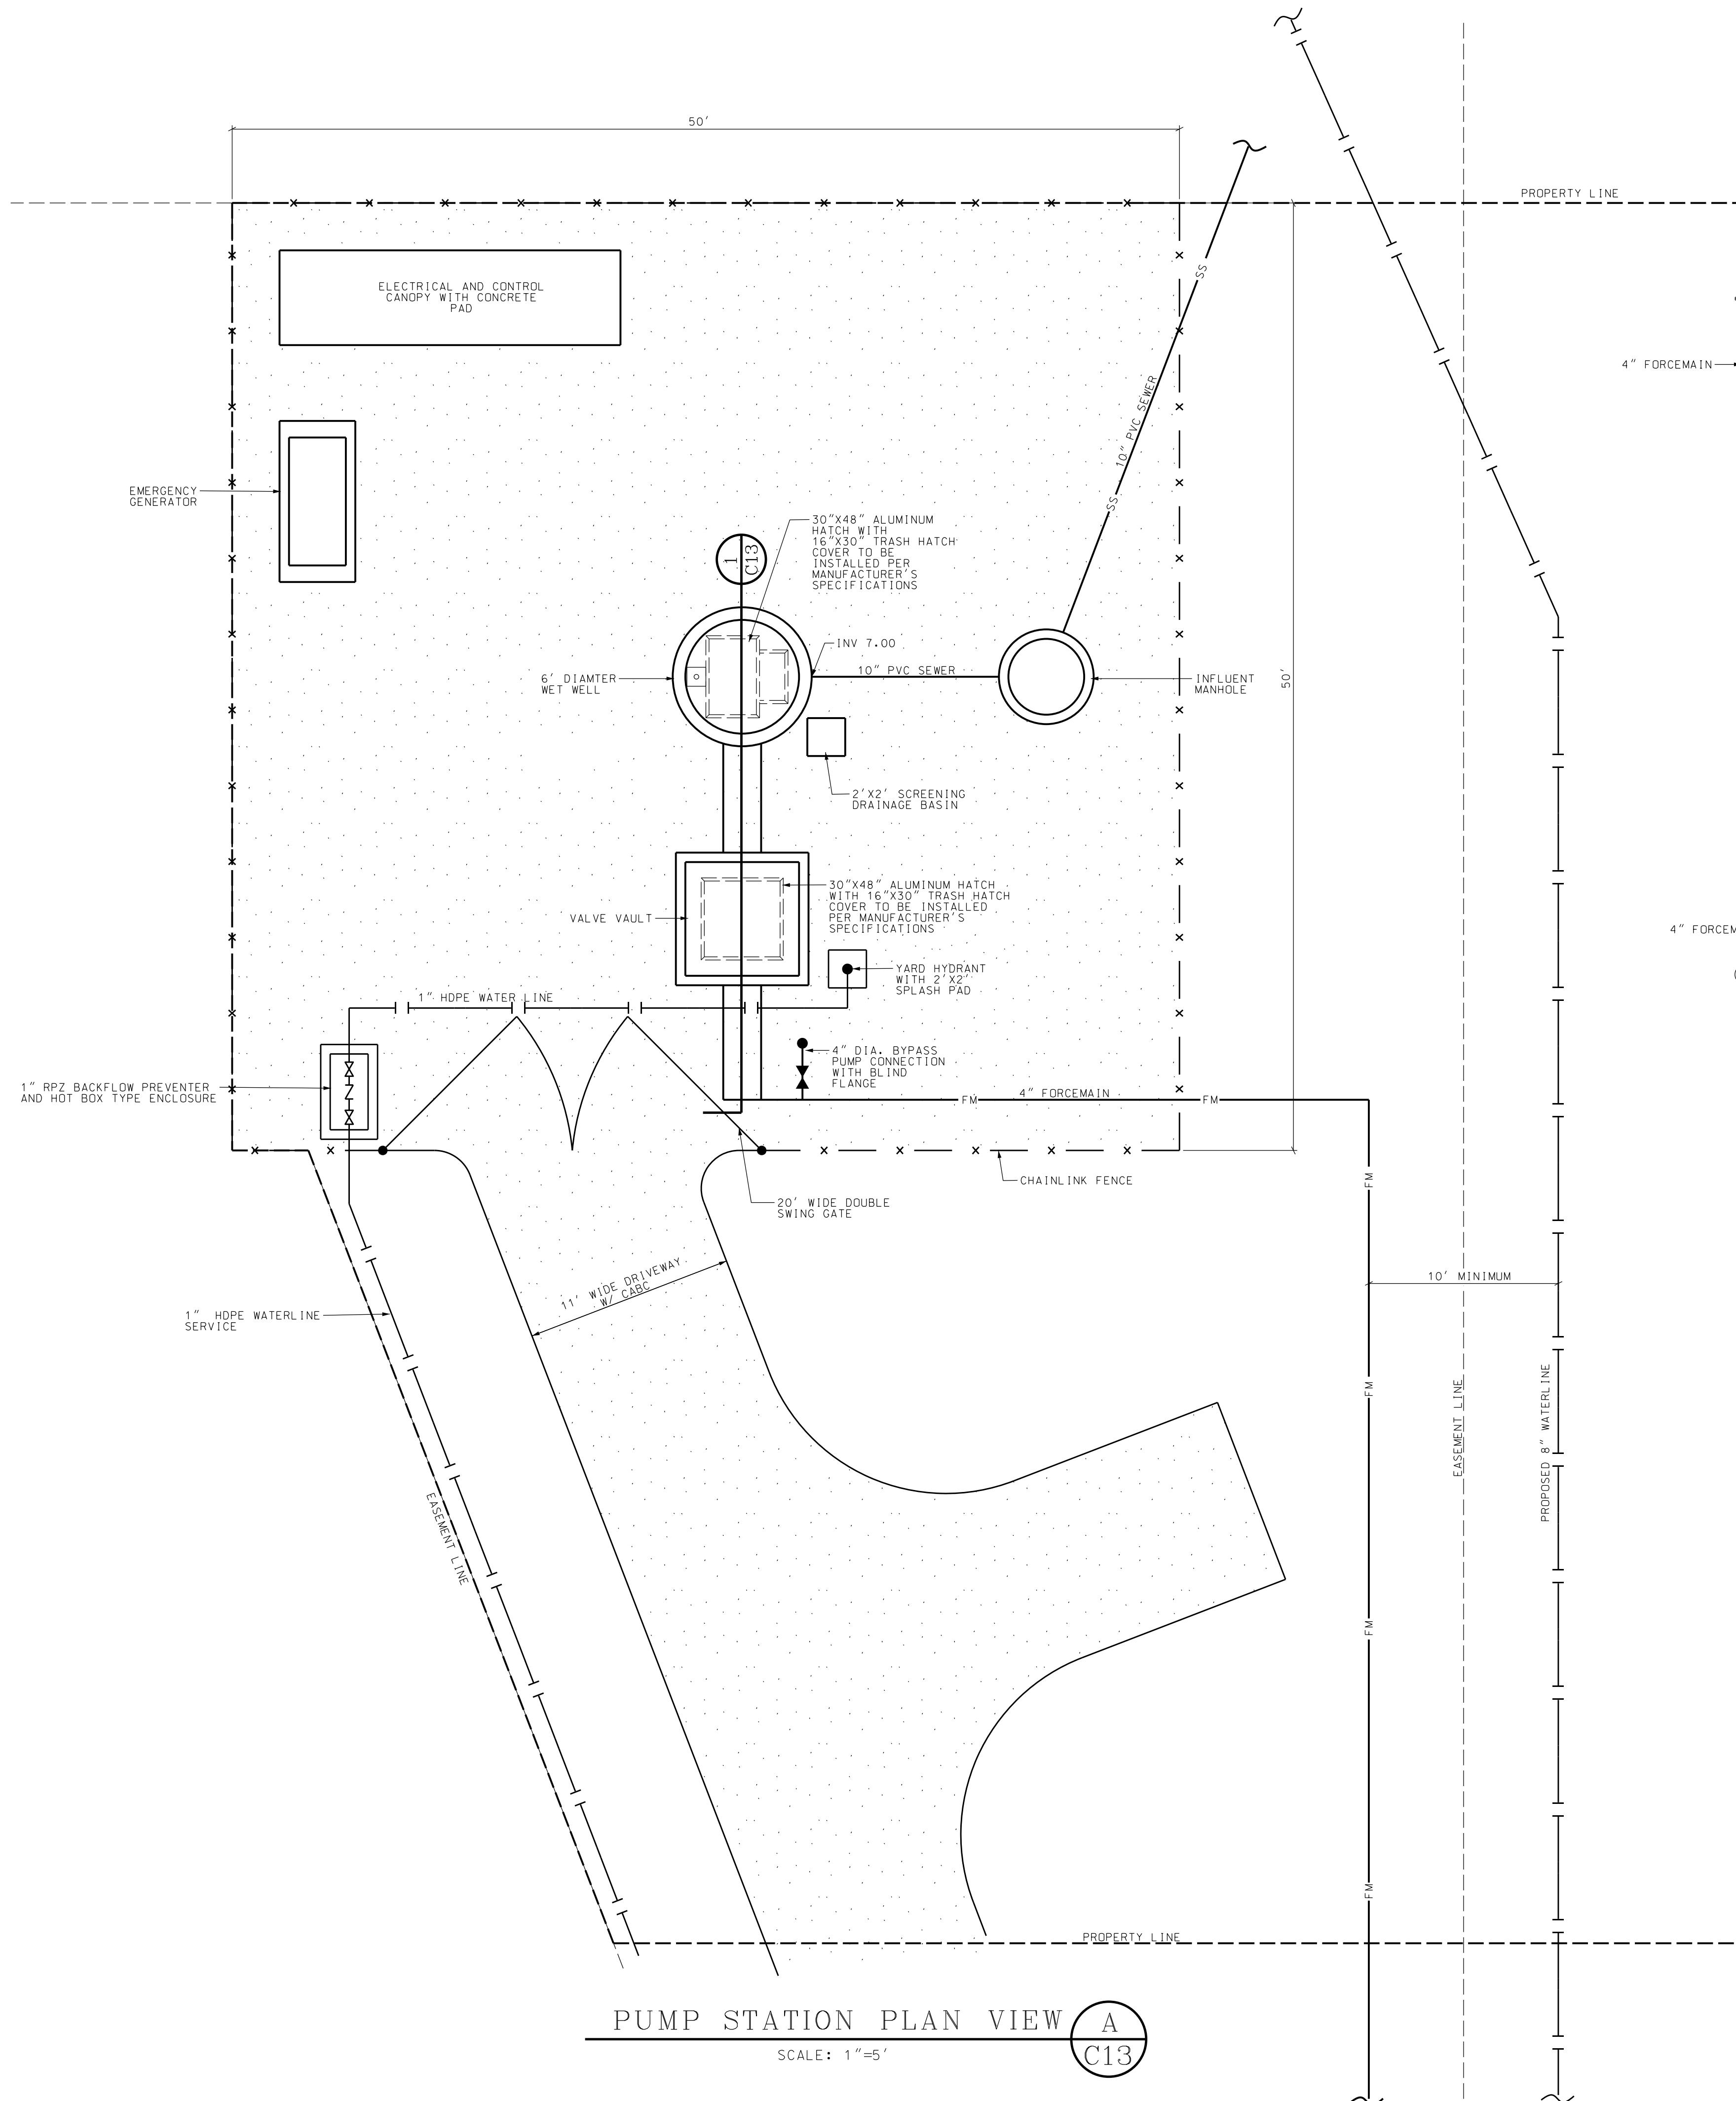 50'
PROPERTY LINE
ELECTRICAL AND CONTROL
CANOPY WITH CONCRETE
PAD
SS
4" FORCEMAIN
10" PVC SEWER
SS
EMERGENCY
GENERATOR
30"X48" ALUMINUM
HATCH WITH
16"X30" TRASH HATCH
COVER TO BE
INSTALLED PER
MANUFACTURER'S
SPECIFICATIONS
1
C13
INV 7.00
10" PVC SEWER
6' DIAMTER
WET WELL
INFLUENT
MANHOLE
50'
2'X2' SCREENING
DRAINAGE BASIN
30"X48" ALUMINUM HATCH
WITH 16"X30" TRASH HATCH
COVER TO BE INSTALLED
PER MANUFACTURER'S
SPECIFICATIONS
VALVE VAULT
4" FORCEM
YARD HYDRANT
WITH 2'X2'
SPLASH PAD
1" HDPE WATER LINE
4" DIA. BYPASS
PUMP CONNECTION
WITH BLIND
FLANGE
1" RPZ BACKFLOW PREVENTER
AND HOT BOX TYPE ENCLOSURE
FM
4" FORCEMAIN
FM
FM
CHAINLINK FENCE
20' WIDE DOUBLE
SWING GATE
11' WIDE DRIVEWAY
W/ CABC
10' MINIMUM
1" HDPE WATERLINE
SERVICE
FM
EASEMENT LINE
PROPOSED 8" WATERLINE
EASEMENT LINE
FM
FM
PROPERTY LINE
PUMP STATION PLAN VIEW
A
C13
SCALE: 1"=5'